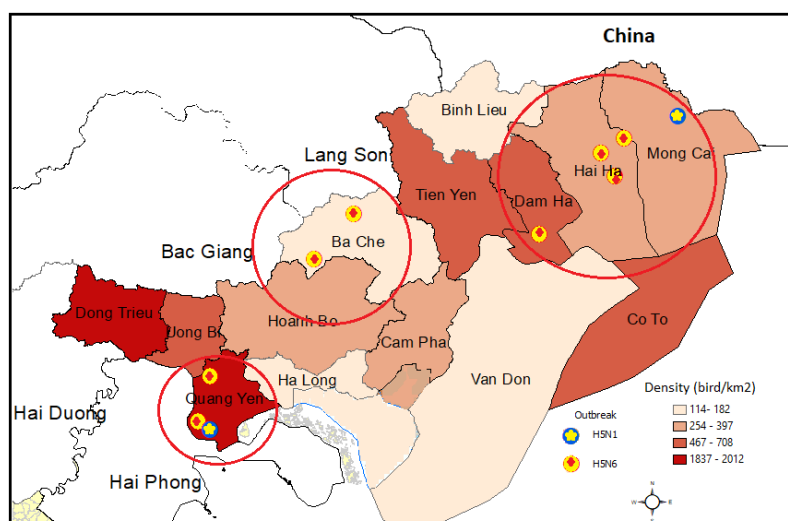 China
Binh Lieu
Lang Son
Mong Cai
Hai Ha
Tien Yen
Dam Ha
Bac Giang
Ba Che
Dong Trieu
Uong Bi
Hoanh Bo
Co To
Cam Pha
Ha Long
Van Don
Quang Yen
Hai Duong
Hai Phong
Outbreak
H5N1
H5N6
Density (bird/km2)
114- 182
254 - 397
467 - 708
1837 - 2012
N
W
E
S